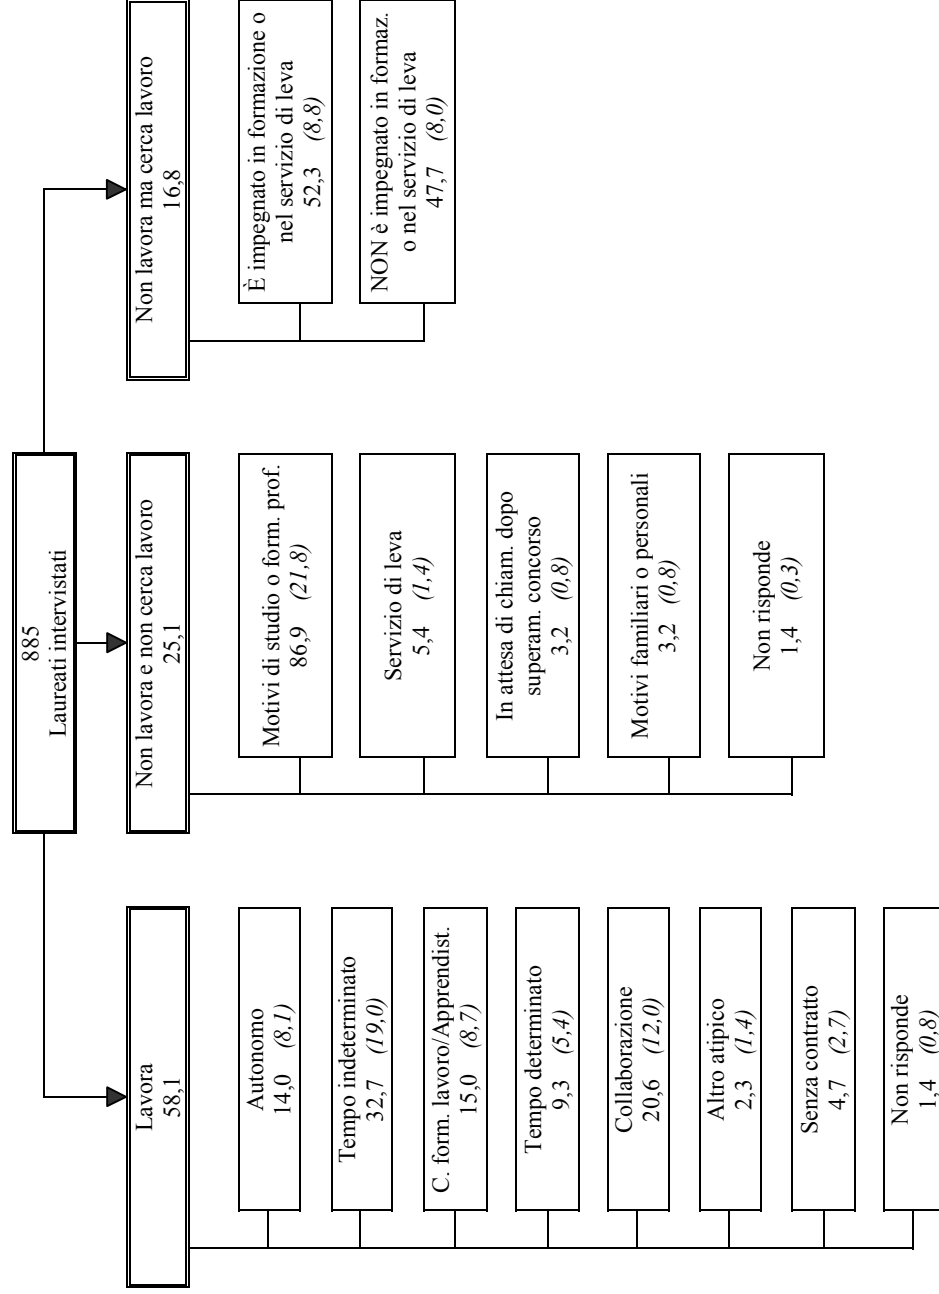 885
Laureati intervistati
Lavora
58,1
Autonomo
14,0 (8,1)
Tempo indeterminato
32,7 (19,0)
C. form. lavoro/Apprendist.
15,0 (8,7)
Tempo determinato
9,3 (5,4)
Collaborazione
20,6 (12,0)
Altro atipico
2,3 (1,4)
Senza contratto
4,7 (2,7)
Non risponde
1,4 (0,8)
Non lavora e non cerca lavoro
25,1
Motivi di studio o form. prof.
86,9 (21,8)
Servizio di leva
5,4 (1,4)
In attesa di chiam. dopo
superam. concorso
3,2 (0,8)
Motivi familiari o personali
3,2 (0,8)
Non risponde
1,4 (0,3)
Non lavora ma cerca lavoro
16,8
È impegnato in formazione o
nel servizio di leva
52,3 (8,8)
NON è impegnato in formaz.
o nel servizio di leva
47,7 (8,0)